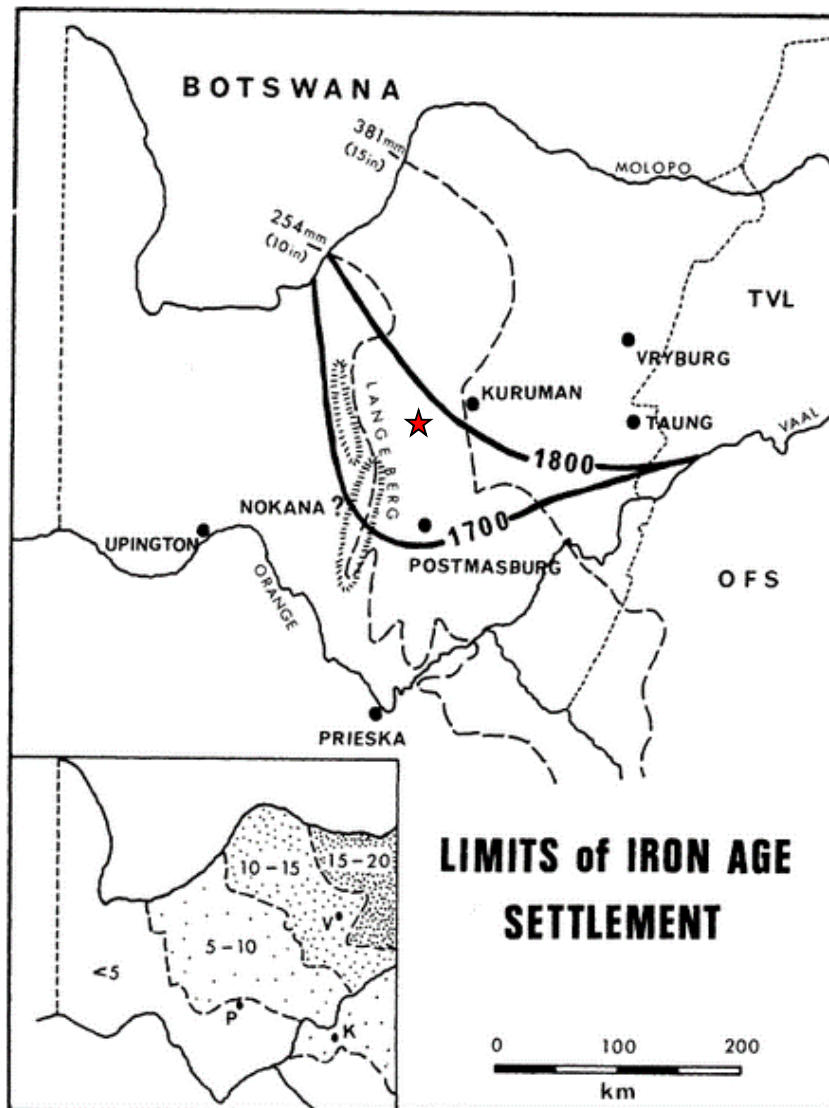 BOTSWANA
381mm
(15in)
MOLOPO
254mm
(10in)
TVL
VRYBURG
KURUMAN
LANGEBERG
TAUNG
VAAL
1800
NOKANA ?
1700
UPINGTON
POSTMASBURG
OFS
ORANGE
PRIESKA
15-20
10-15
V
5-10
<5
P
K
LIMITS of IRON AGE
SETTLEMENT
0 100 200
km